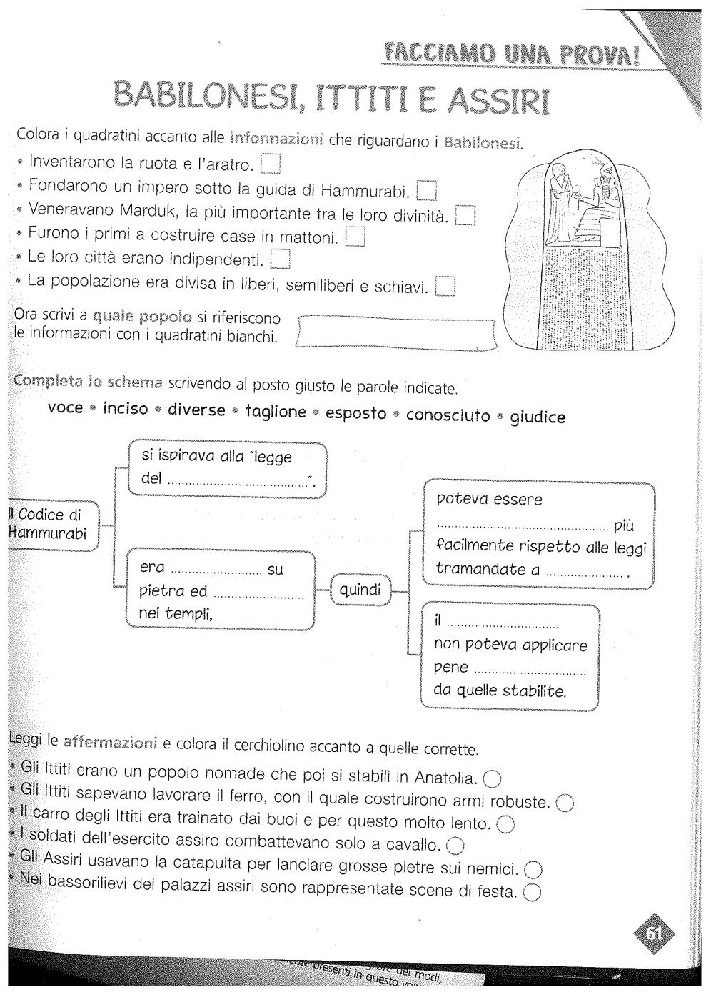 FACCIAMO UNA PROVA!
BABILONESI, ITTITI E ASSIRI
Colora i quadratini accanto alle informazioni che riguardano i Babilonesi.
• Inventarono la ruota e l'aratro.
• Fondarono un impero sotto la guida di Hammurabi.
• Veneravano Marduk, la più importante tra le loro divinità.
• Furono i primi a costruire case in mattoni.
• Le loro città erano indipendenti.
• La popolazione era divisa in liberi, semiliberi e schiavi.
Ora scrivi a quale popolo si riferiscono
le informazioni con i quadratini bianchi.
Completa lo schema scrivendo al posto giusto le parole indicate.
voce • inciso • diverse • taglione • esposto • conosciuto • giudice
si ispirava alla "legge
del ....................................".
Il Codice di
Hammurabi
era ........................ su
pietra ed ........................
nei templi,
quindi
poteva essere
............................................ più
facilmente rispetto alle leggi
tramandate a .................... .
il ............................
non poteva applicare
pene ............................
da quelle stabilite.
Leggi le affermazioni e colora il cerchiolino accanto a quelle corrette.
• Gli Ittiti erano un popolo nomade che poi si stabilì in Anatolia.
• Gli Ittiti sapevano lavorare il ferro, con il quale costruirono armi robuste.
• Il carro degli Ittiti era trainato dai buoi e per questo molto lento.
• I soldati dell'esercito assiro combattevano solo a cavallo.
• Gli Assiri usavano la catapulta per lanciare grosse pietre sui nemici.
• Nei bassorilievi dei palazzi assiri sono rappresentate scene di festa.
61
dei modi,
presenti in questo